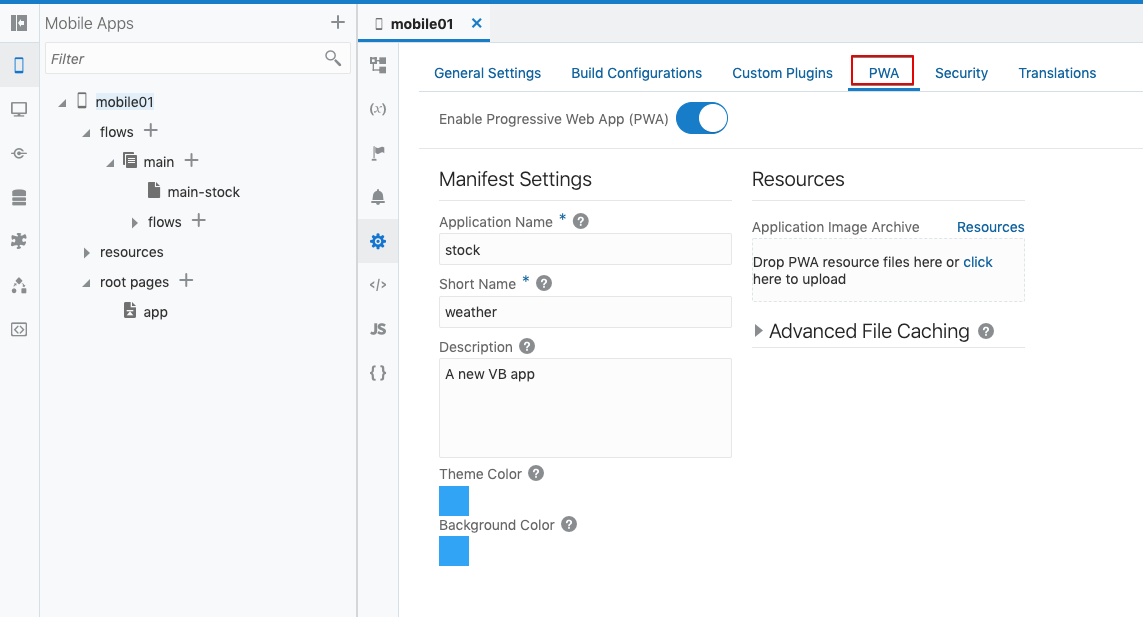 Mobile Apps
Filter
mobile01
flows
main
main-stock
flows
resources
root pages
app
mobile01
(x)
</>
JS
{ }
General Settings
Build Configurations
Custom Plugins
PWA
Security
Translations
Enable Progressive Web App (PWA)
Manifest Settings
Application Name * ?
stock
Short Name * ?
weather
Description ?
A new VB app
Theme Color ?
Background Color ?
Resources
Application Image Archive
Resources
Drop PWA resource files here or click
here to upload
Advanced File Caching ?